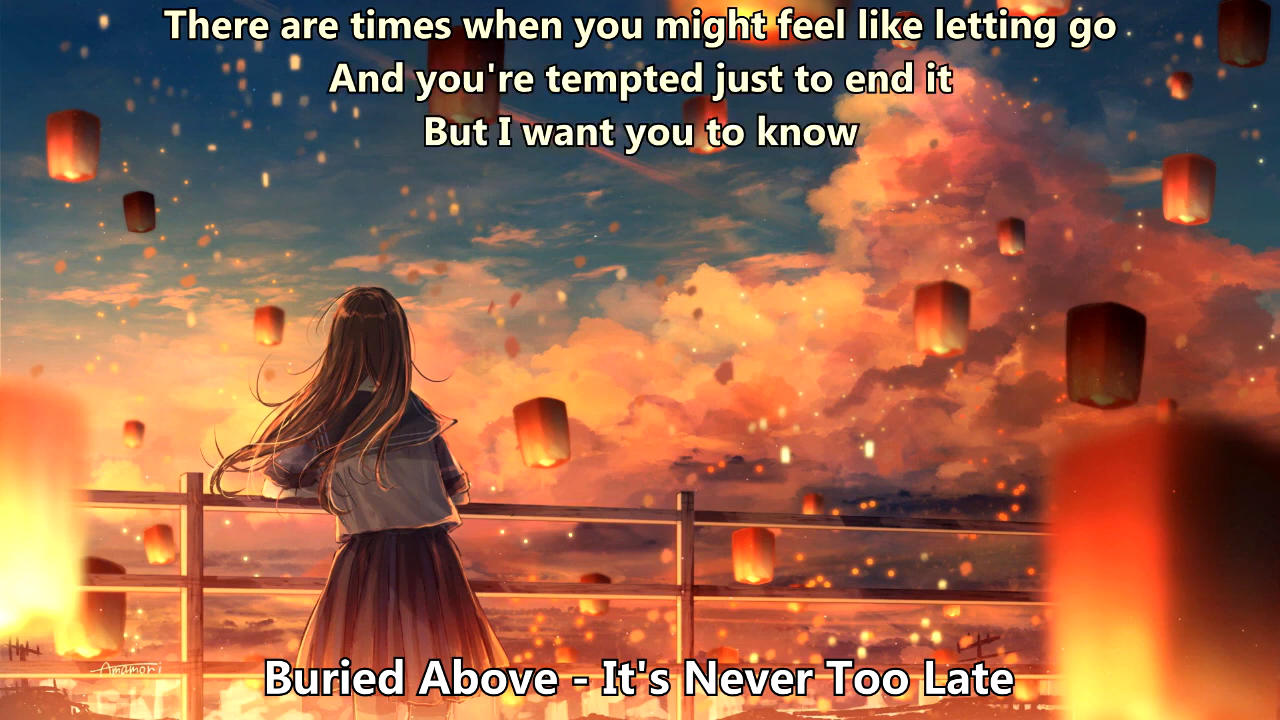 There are times when you might feel like letting go
And you're tempted just to end it
But I want you to know
Amamori
Buried Above - It's Never Too Late